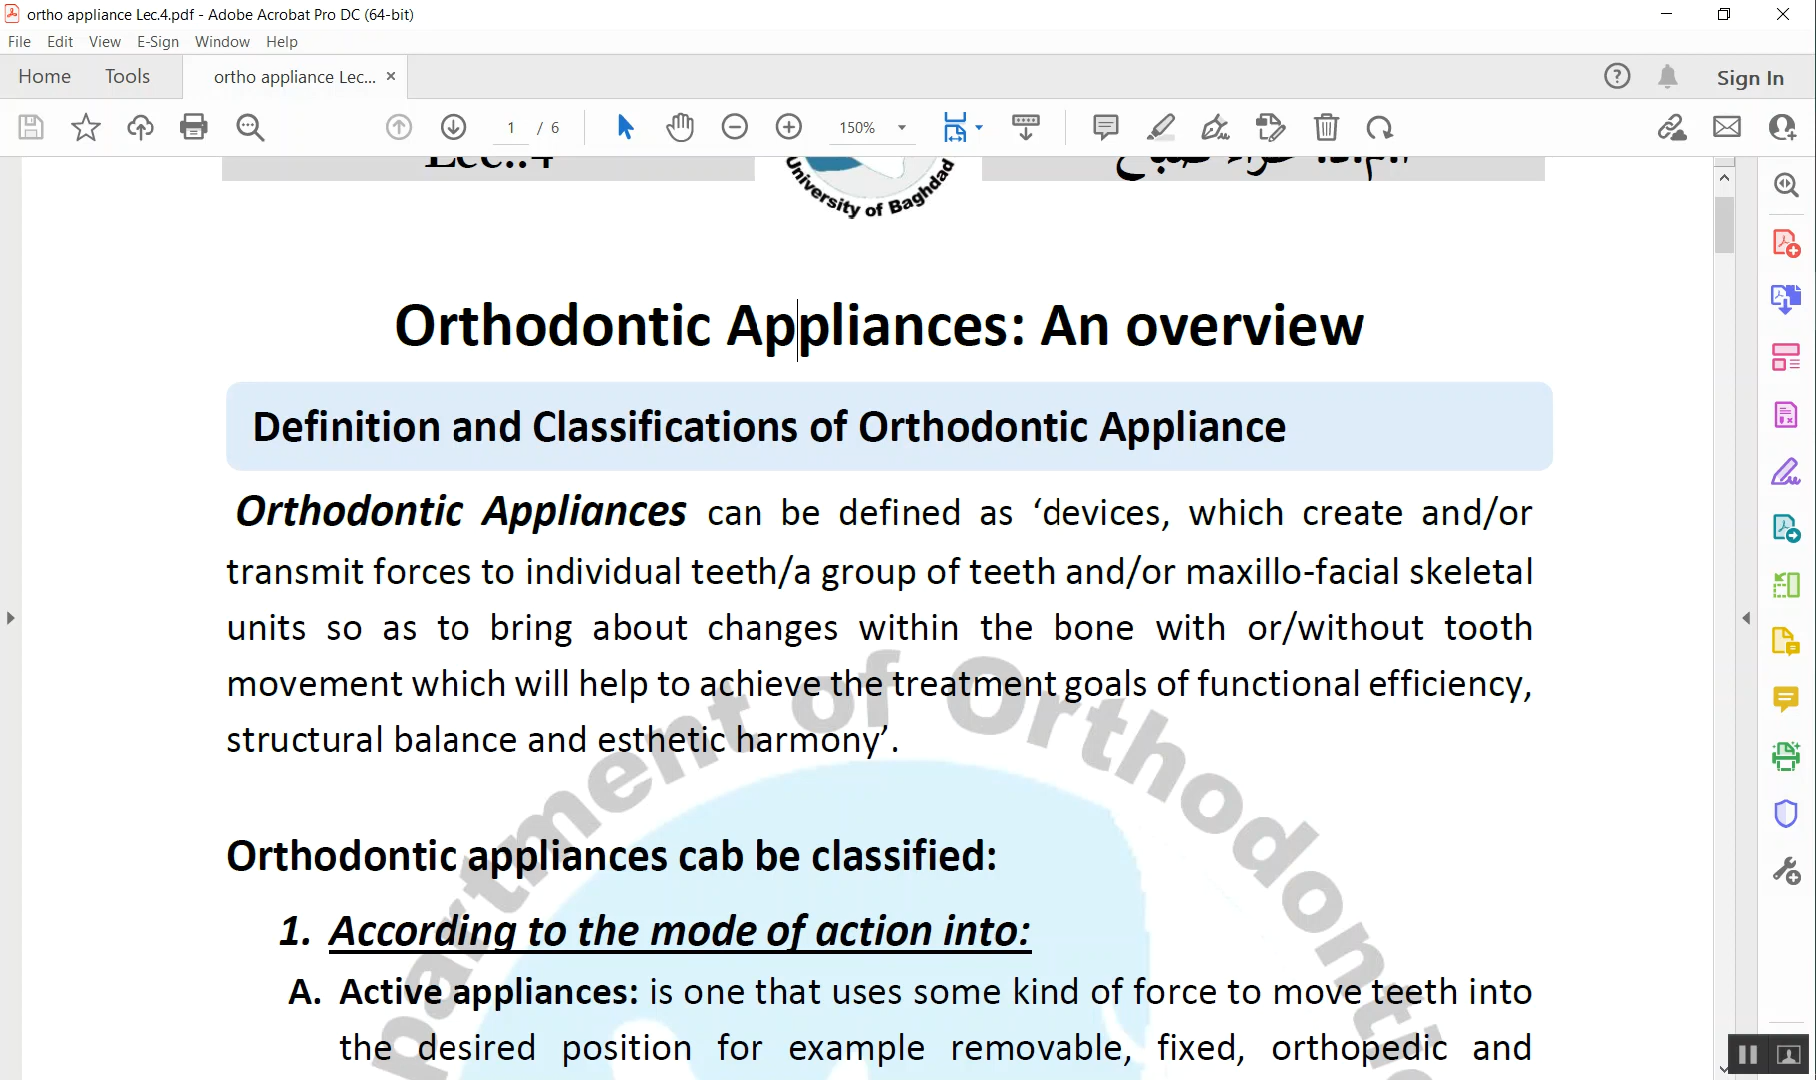 ortho appliance Lec.4.pdf - Adobe Acrobat Pro DC (64-bit)
File Edit View E-Sign Window Help
Home Tools ortho appliance Lec... × Sign In
1 / 6 150%
Lec..4
University of Baghdad
Orthodontic Appliances: An overview
Definition and Classifications of Orthodontic Appliance
Orthodontic Appliances can be defined as ‘devices, which create and/or
transmit forces to individual teeth/a group of teeth and/or maxillo-facial skeletal
units so as to bring about changes within the bone with or/without tooth
movement which will help to achieve the treatment goals of functional efficiency,
structural balance and esthetic harmony’.
Orthodontic appliances cab be classified:
1. According to the mode of action into:
A. Active appliances: is one that uses some kind of force to move teeth into
the desired position for example removable, fixed, orthopedic and
partment of Orthodonti